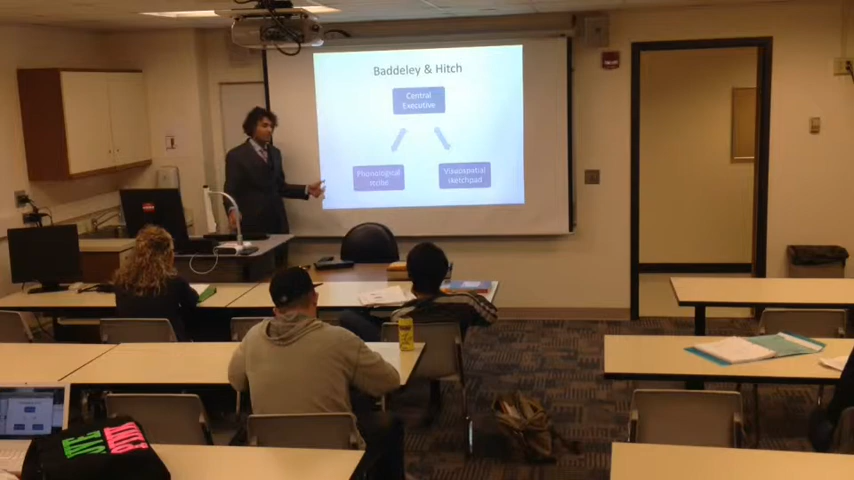 Baddeley & Hitch
Central
Executive
Phonological
scribe
Visuospatial
sketchpad